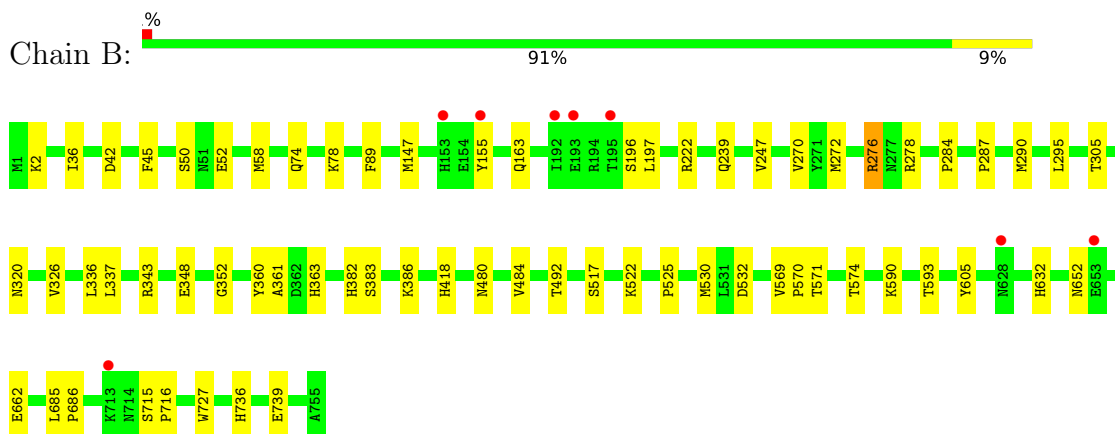 %
Chain B:
91% 9%
M1 K2 I36 D42 F45 S50 N51 E52 M58 Q74 K78 F89 M147 H153 E154 Y155 Q163 I192 E193 R194 T195 S196 L197 R222 Q239 V247 V270 Y271 M272 R276 N277 R278 P284 P287 M290 L295 T305
N320 V326 L336 L337 R343 E348 G352 Y360 A361 D362 H363 H382 S383 K386 H418 N480 V484 T492 S517 K522 P525 M530 L531 D532 V569 P570 T571 T574 K590 T593 Y605 N628 H632 N652 E653
E662 L685 P686 K713 N714 S715 P716 W727 H736 E739 A755